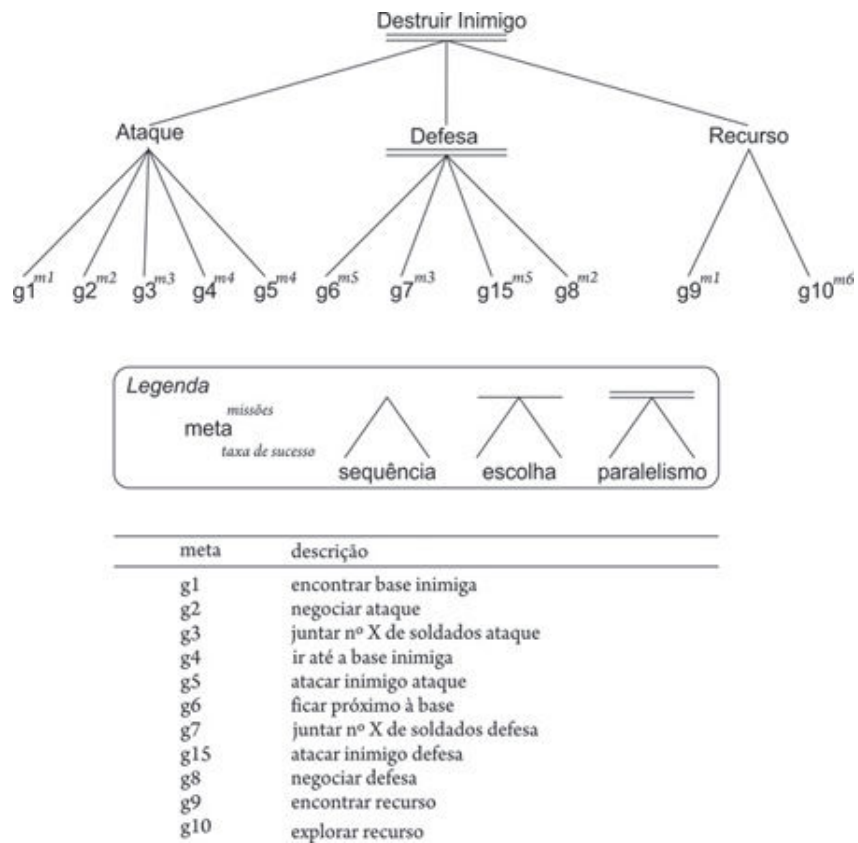 Destruir Inimigo
Ataque Defesa Recurso
g1m1 g2m2 g3m3 g4m4 g5m4 g6m5 g7m3 g15m5 g8m2 g9m1 g10m6
Legenda
missões
meta
taxa de sucesso
sequência escolha paralelismo
meta descrição
g1 encontrar base inimiga
g2 negociar ataque
g3 juntar nº X de soldados ataque
g4 ir até a base inimiga
g5 atacar inimigo ataque
g6 ficar próximo à base
g7 juntar nº X de soldados defesa
g15 atacar inimigo defesa
g8 negociar defesa
g9 encontrar recurso
g10 explorar recurso